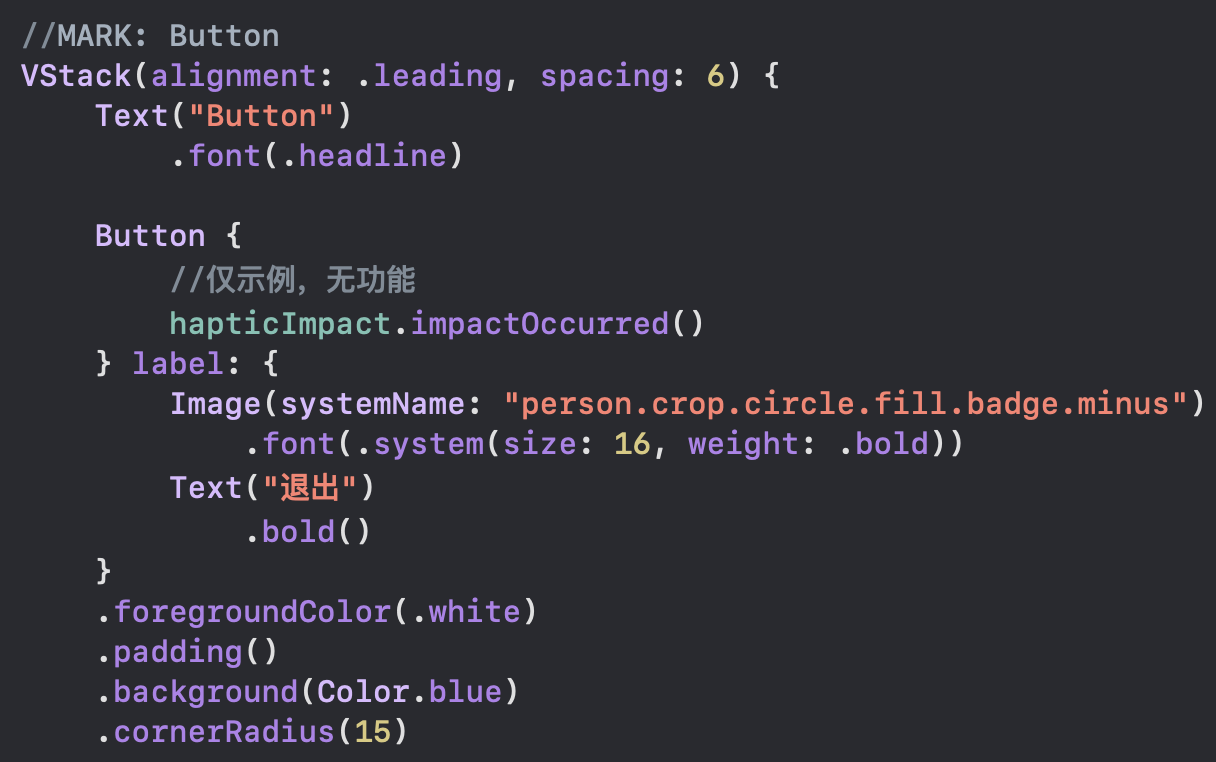 //MARK: Button
VStack(alignment: .leading, spacing: 6) {
    Text("Button")
        .font(.headline)

    Button {
        //仅示例，无功能
        hapticImpact.impactOccurred()
    } label: {
        Image(systemName: "person.crop.circle.fill.badge.minus")
            .font(.system(size: 16, weight: .bold))
        Text("退出")
            .bold()
    }
    .foregroundColor(.white)
    .padding()
    .background(Color.blue)
    .cornerRadius(15)